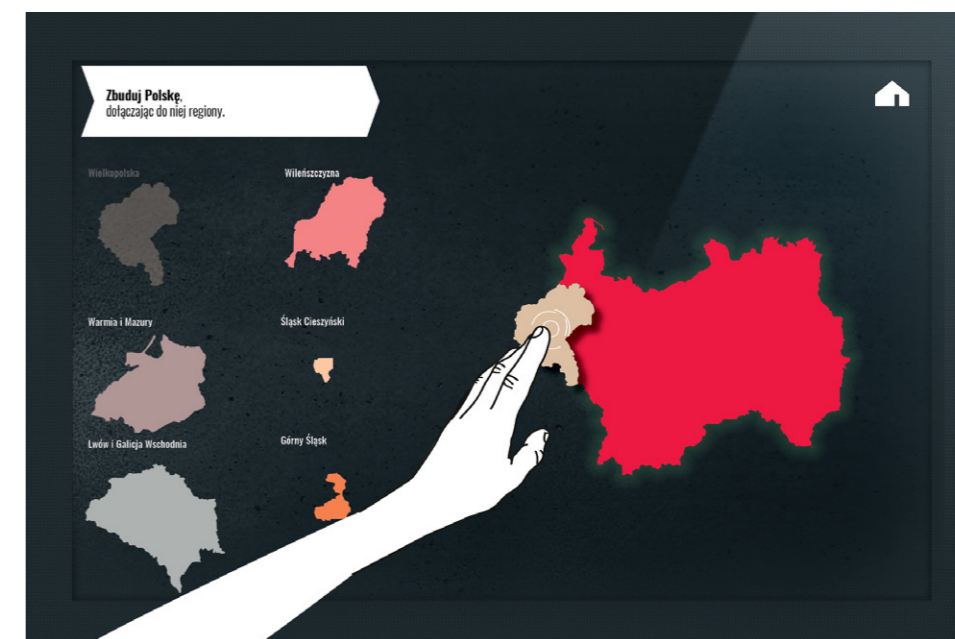 Zbuduj Polskę,
dołączając do niej regiony.
Wielkopolska
Wileńszczyzna
Warmia i Mazury
Śląsk Cieszyński
Lwów i Galicja Wschodnia
Górny Śląsk